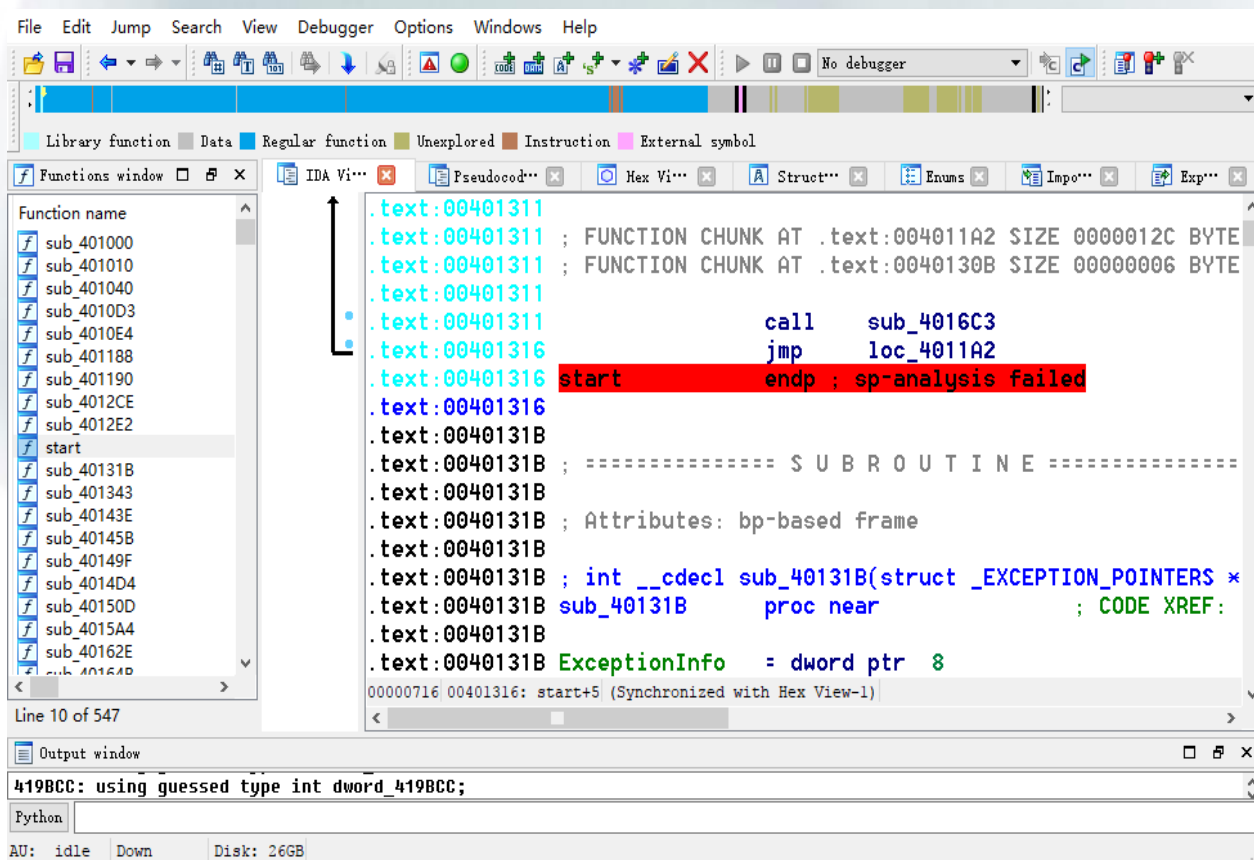 File Edit Jump Search View Debugger Options Windows Help
No debugger
Library function Data Regular function Unexplored Instruction External symbol
Functions window
IDA Vi··· Pseudocod··· Hex Vi··· Struct··· Enums Impo··· Exp···
Function name
sub_401000
sub_401010
sub_401040
sub_4010D3
sub_4010E4
sub_401188
sub_401190
sub_4012CE
sub_4012E2
start
sub_40131B
sub_401343
sub_40143E
sub_40145B
sub_40149F
sub_4014D4
sub_40150D
sub_4015A4
sub_40162E
Line 10 of 547
.text:00401311
.text:00401311 ; FUNCTION CHUNK AT .text:004011A2 SIZE 0000012C BYTE
.text:00401311 ; FUNCTION CHUNK AT .text:0040130B SIZE 00000006 BYTE
.text:00401311
.text:00401311 call sub_4016C3
.text:00401316 jmp loc_4011A2
.text:00401316 start endp ; sp-analysis failed
.text:00401316
.text:0040131B
.text:0040131B ; =============== S U B R O U T I N E ===============
.text:0040131B
.text:0040131B ; Attributes: bp-based frame
.text:0040131B
.text:0040131B ; int __cdecl sub_40131B(struct _EXCEPTION_POINTERS *
.text:0040131B sub_40131B proc near ; CODE XREF:
.text:0040131B
.text:0040131B ExceptionInfo = dword ptr 8
00000716 00401316: start+5 (Synchronized with Hex View-1)
Output window
419BCC: using guessed type int dword_419BCC;
Python
AU: idle Down Disk: 26GB